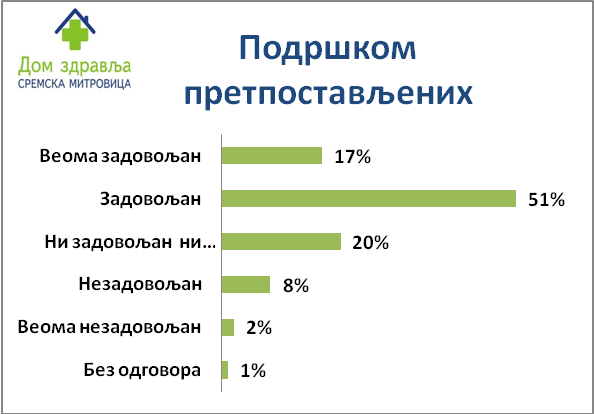 Дом здравља
СРЕМСКА МИТРОВИЦА
Подршком
претпостављених
Веома задовољан 17%
Задовољан 51%
Ни задовољан ни... 20%
Незадовољан 8%
Веома незадовољан 2%
Без одговора 1%